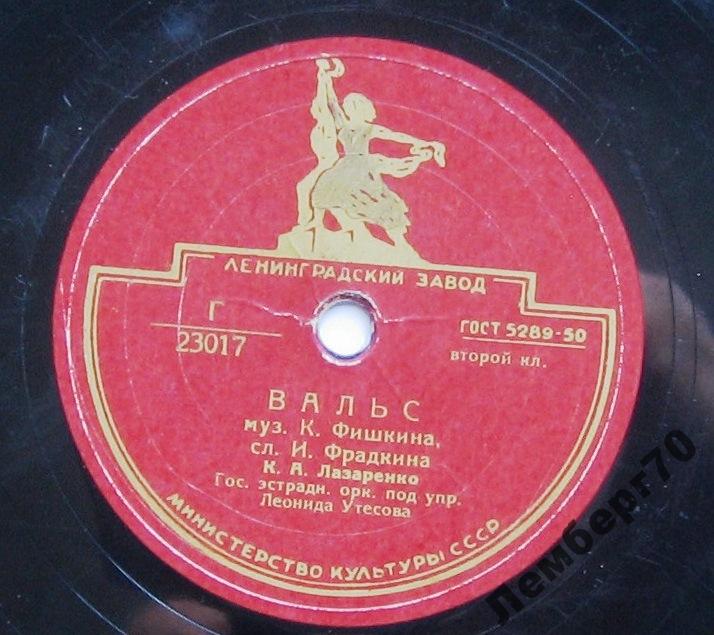 ЛЕНИНГРАДСКИЙ ЗАВОД
Г
23017
ГОСТ 5289-50
второй кл.
ВАЛЬС
муз. К. Фишкина,
сл. И. Фрадкина
К. А. Лазаренко
Гос. эстрадн. орк. под упр.
Леонида Утесова
МИНИСТЕРСТВО КУЛЬТУРЫ СССР
Лемберг70